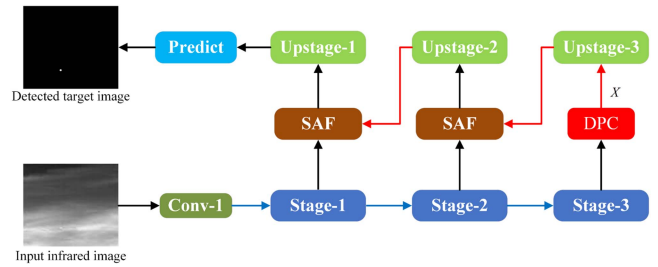 Predict
Upstage-1
Upstage-2
Upstage-3
Detected target image
X
SAF
SAF
DPC
Conv-1
Stage-1
Stage-2
Stage-3
Input infrared image